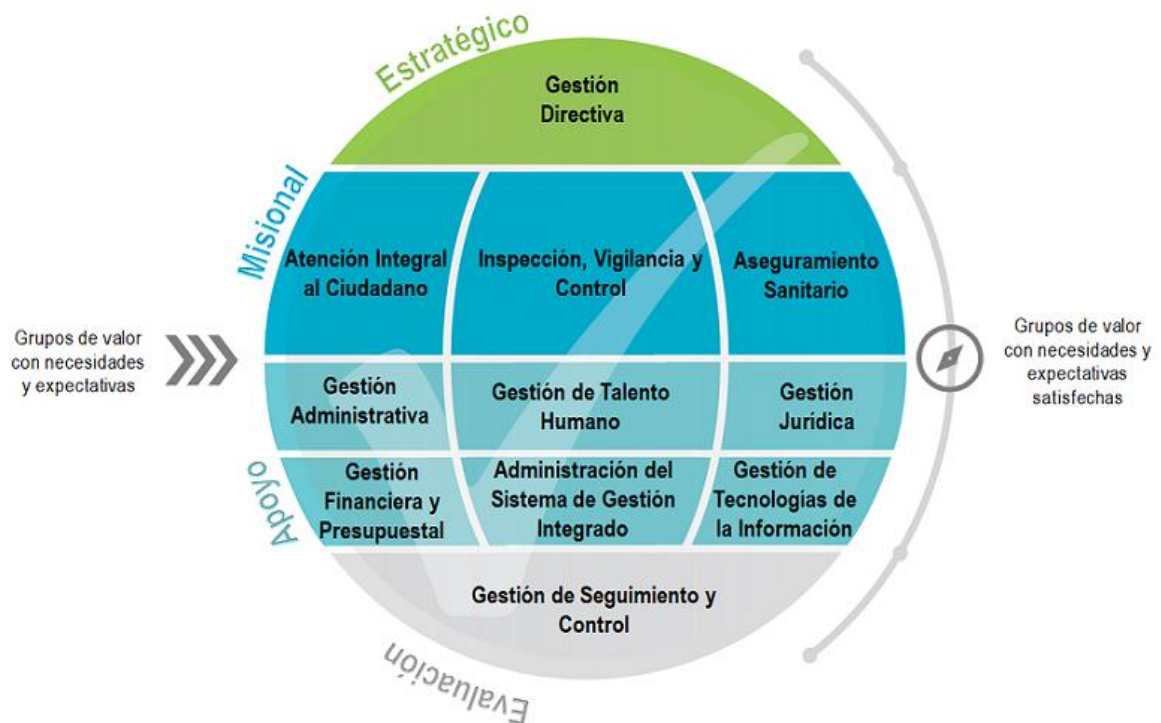 Estratégico
Gestión
Directiva
Misional
Atención Integral
al Ciudadano
Inspección, Vigilancia y
Control
Aseguramiento
Sanitario
Grupos de valor
con necesidades
y expectativas
Grupos de valor
con necesidades y
expectativas
satisfechas
Gestión
Administrativa
Gestión de Talento
Humano
Gestión
Jurídica
Apoyo
Gestión
Financiera y
Presupuestal
Administración del
Sistema de Gestión
Integrado
Gestión de
Tecnologías de
la Información
Gestión de Seguimiento y
Control
Evaluación